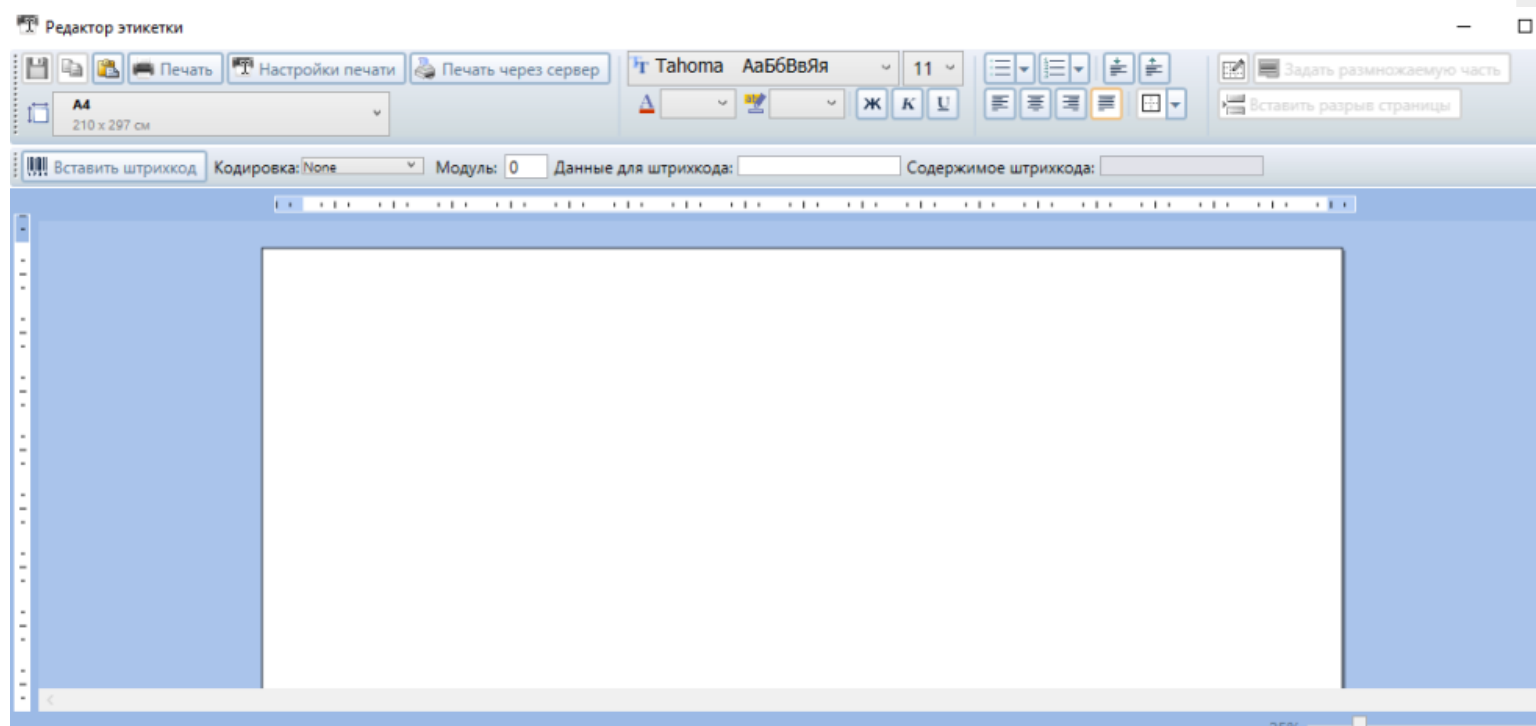 Редактор этикетки
Печать Настройки печати Печать через сервер Tahoma АаБбВвЯя 11 Задать размножаемую часть
A4
210 x 297 см
Ж К Ч Вставить разрыв страницы
Вставить штрихкод Кодировка: None Модуль: 0 Данные для штрихкода: Содержимое штрихкода: